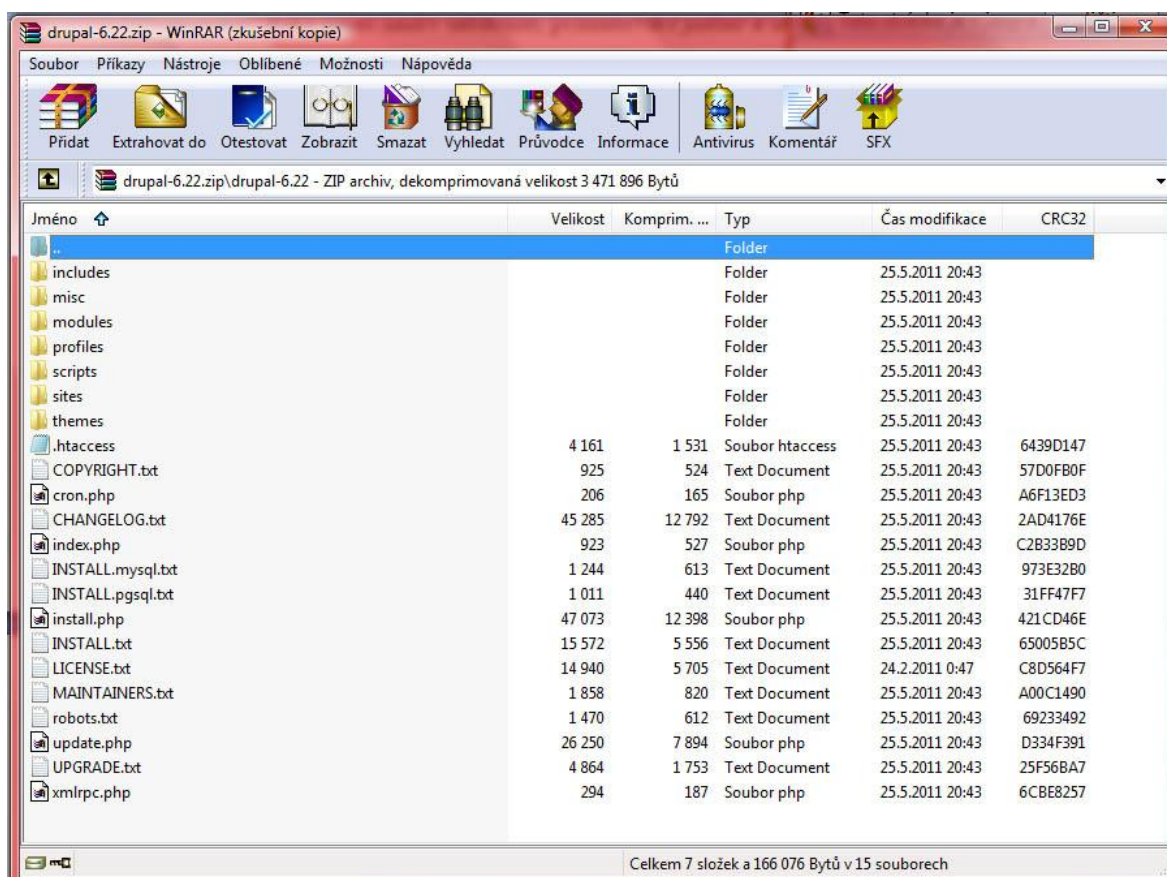 drupal-6.22.zip - WinRAR (zkušební kopie)
Soubor Příkazy Nástroje Oblíbené Možnosti Nápověda
Přidat Extrahovat do Otestovat Zobrazit Smazat Vyhledat Průvodce Informace Antivirus Komentář SFX
drupal-6.22.zip\drupal-6.22 - ZIP archiv, dekomprimovaná velikost 3 471 896 Bytů
Jméno Velikost Komprim. ... Typ Čas modifikace CRC32
.. Folder
includes Folder 25.5.2011 20:43
misc Folder 25.5.2011 20:43
modules Folder 25.5.2011 20:43
profiles Folder 25.5.2011 20:43
scripts Folder 25.5.2011 20:43
sites Folder 25.5.2011 20:43
themes Folder 25.5.2011 20:43
.htaccess 4 161 1 531 Soubor htaccess 25.5.2011 20:43 6439D147
COPYRIGHT.txt 925 524 Text Document 25.5.2011 20:43 57D0FB0F
cron.php 206 165 Soubor php 25.5.2011 20:43 A6F13ED3
CHANGELOG.txt 45 285 12 792 Text Document 25.5.2011 20:43 2AD4176E
index.php 923 527 Soubor php 25.5.2011 20:43 C2B33B9D
INSTALL.mysql.txt 1 244 613 Text Document 25.5.2011 20:43 973E32B0
INSTALL.pgsql.txt 1 011 440 Text Document 25.5.2011 20:43 31FF47F7
install.php 47 073 12 398 Soubor php 25.5.2011 20:43 421CD46E
INSTALL.txt 15 572 5 556 Text Document 25.5.2011 20:43 65005B5C
LICENSE.txt 14 940 5 705 Text Document 24.2.2011 0:47 C8D564F7
MAINTAINERS.txt 1 858 820 Text Document 25.5.2011 20:43 A00C1490
robots.txt 1 470 612 Text Document 25.5.2011 20:43 69233492
update.php 26 250 7 894 Soubor php 25.5.2011 20:43 D334F391
UPGRADE.txt 4 864 1 753 Text Document 25.5.2011 20:43 25F56BA7
xmlrpc.php 294 187 Soubor php 25.5.2011 20:43 6CBE8257
Celkem 7 složek a 166 076 Bytů v 15 souborech